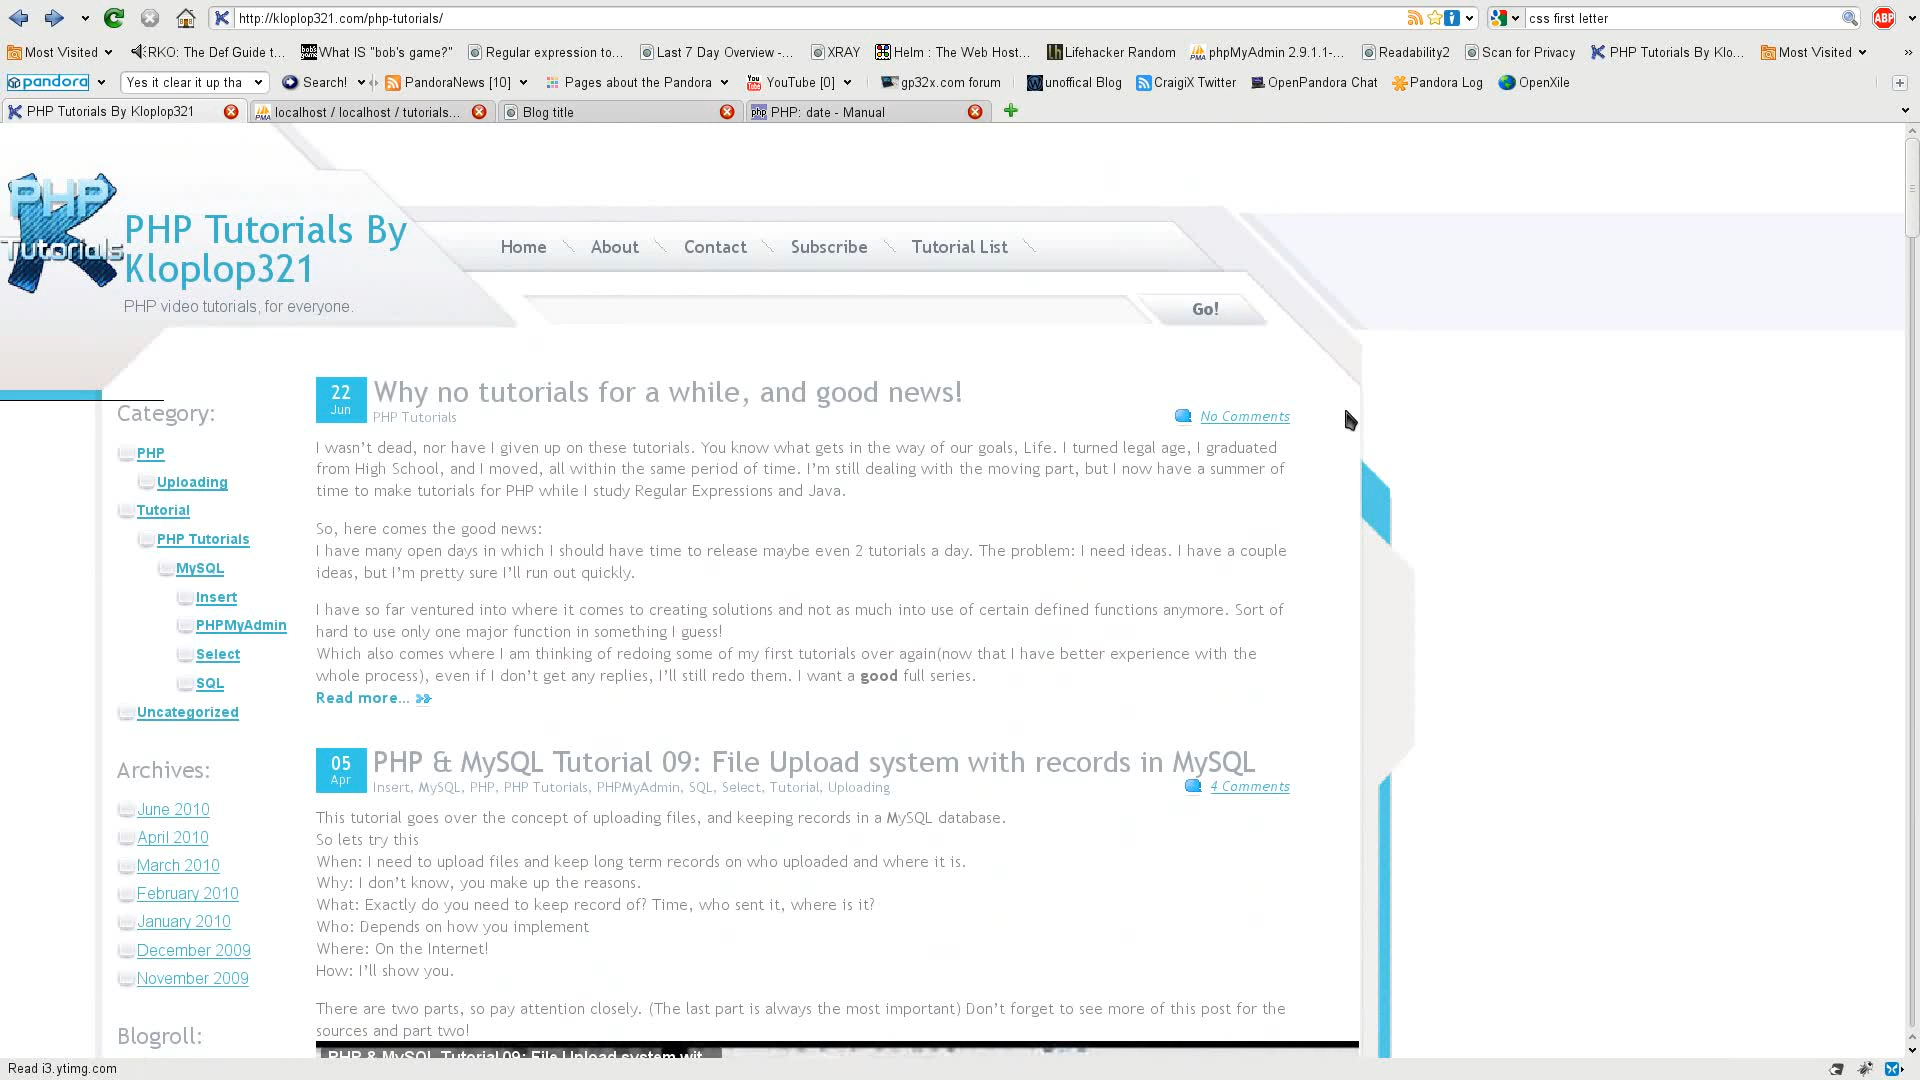 http://kloplop321.com/php-tutorials/
css first letter
ABP
Most Visited
RKO: The Def Guide t...
What IS "bob's game?"
Regular expression to...
Last 7 Day Overview -...
XRAY
Helm : The Web Host...
Lifehacker Random
phpMyAdmin 2.9.1.1-...
Readability2
Scan for Privacy
PHP Tutorials By Klo...
Most Visited
pandora
Yes it clear it up tha
Search!
PandoraNews [10]
Pages about the Pandora
YouTube [0]
gp32x.com forum
unoffical Blog
CraigiX Twitter
OpenPandora Chat
Pandora Log
OpenXile
PHP Tutorials By Kloplop321
localhost / localhost / tutorials...
Blog title
PHP: date - Manual
PHP
Tutorials
PHP Tutorials By
Kloplop321
PHP video tutorials, for everyone.
Home
About
Contact
Subscribe
Tutorial List
Go!
Category:
PHP
Uploading
Tutorial
PHP Tutorials
MySQL
Insert
PHPMyAdmin
Select
SQL
Uncategorized
Archives:
June 2010
April 2010
March 2010
February 2010
January 2010
December 2009
November 2009
Blogroll:
22
Jun
Why no tutorials for a while, and good news!
PHP Tutorials
No Comments
I wasn't dead, nor have I given up on these tutorials. You know what gets in the way of our goals, Life. I turned legal age, I graduated
from High School, and I moved, all within the same period of time. I'm still dealing with the moving part, but I now have a summer of
time to make tutorials for PHP while I study Regular Expressions and Java.
So, here comes the good news:
I have many open days in which I should have time to release maybe even 2 tutorials a day. The problem: I need ideas. I have a couple
ideas, but I'm pretty sure I'll run out quickly.
I have so far ventured into where it comes to creating solutions and not as much into use of certain defined functions anymore. Sort of
hard to use only one major function in something I guess!
Which also comes where I am thinking of redoing some of my first tutorials over again(now that I have better experience with the
whole process), even if I don't get any replies, I'll still redo them. I want a good full series.
Read more...
05
Apr
PHP & MySQL Tutorial 09: File Upload system with records in MySQL
Insert, MySQL, PHP, PHP Tutorials, PHPMyAdmin, SQL, Select, Tutorial, Uploading
4 Comments
This tutorial goes over the concept of uploading files, and keeping records in a MySQL database.
So lets try this
When: I need to upload files and keep long term records on who uploaded and where it is.
Why: I don't know, you make up the reasons.
What: Exactly do you need to keep record of? Time, who sent it, where is it?
Who: Depends on how you implement
Where: On the Internet!
How: I'll show you.
There are two parts, so pay attention closely. (The last part is always the most important) Don't forget to see more of this post for the
sources and part two!
PHP & MySQL Tutorial 09: File Upload system wit...
Read i3.ytimg.com